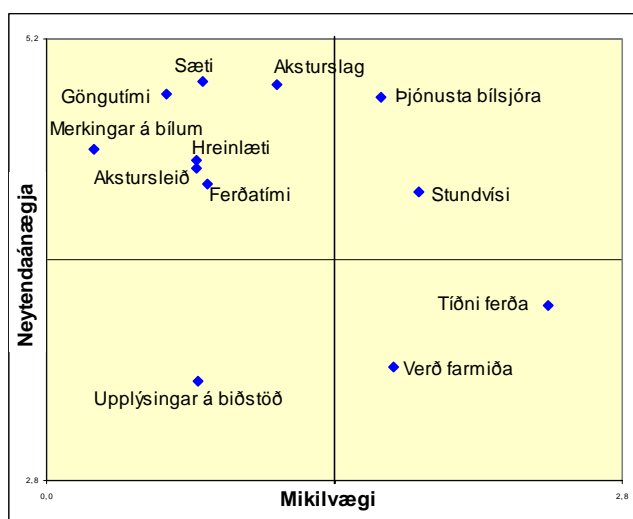 5,2
Sæti
Aksturslag
Göngutími
Þjónusta bílsjóra
Merkingar á bílum
Hreinlæti
Akstursleið
Ferðatími
Stundvísi
Neytendaánægja
Tíðni ferða
Verð farmiða
Upplýsingar á biðstöð
2,8
0,0
Mikilvægi
2,8